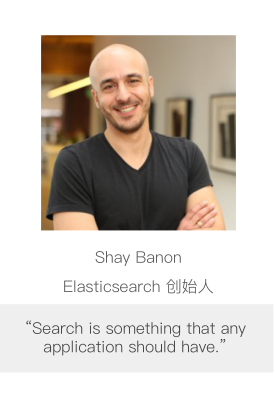 Shay Banon
Elasticsearch 创始人
“Search is something that any
application should have.”